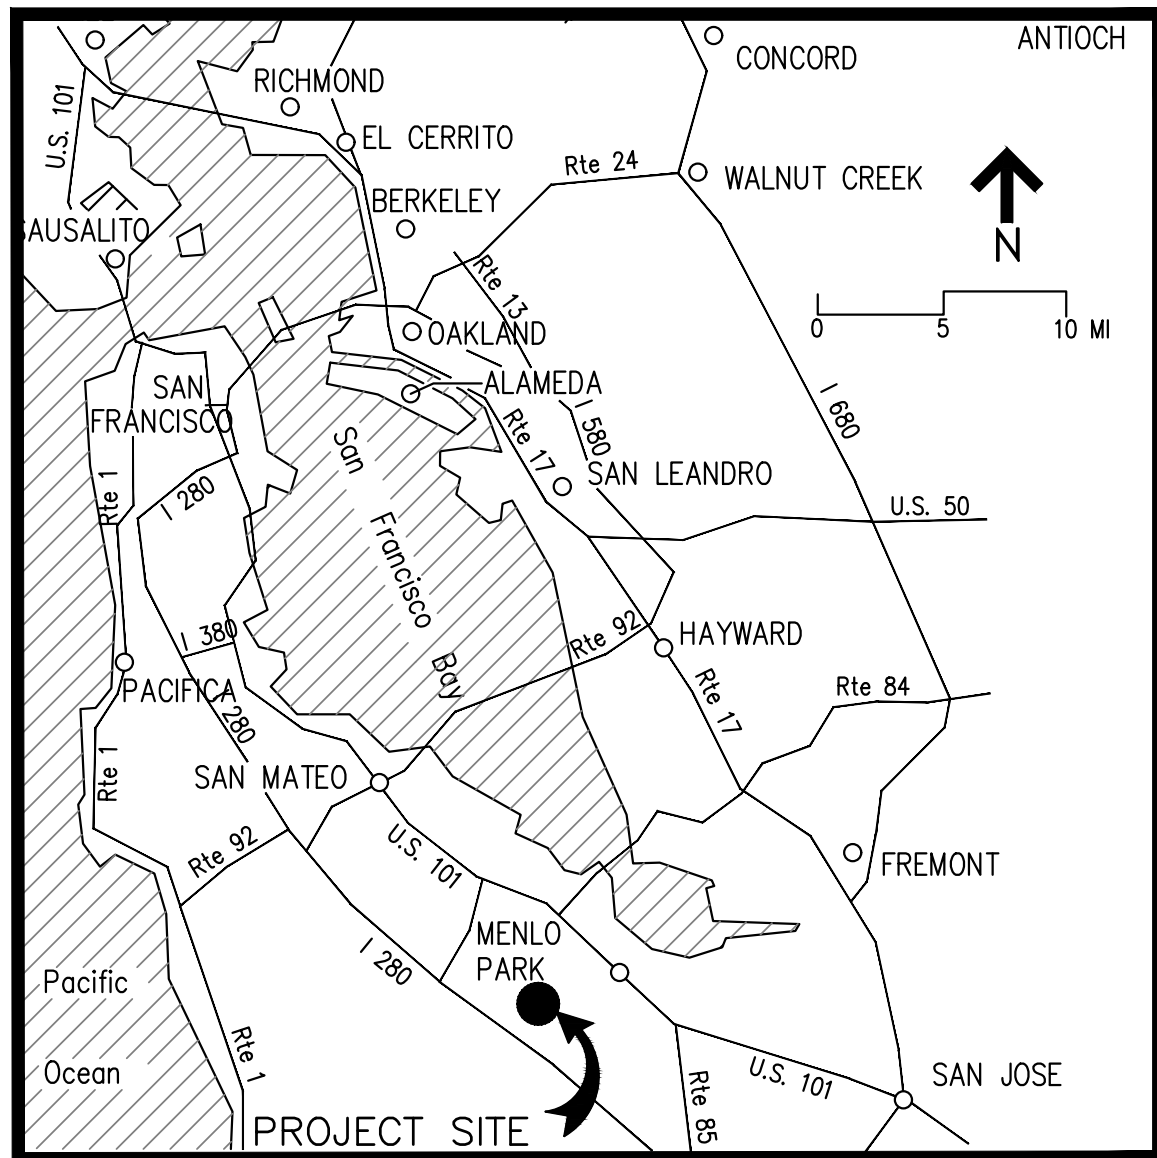 ANTIOCH
CONCORD
RICHMOND
U.S. 101
EL CERRITO
Rte 24
WALNUT CREEK
BERKELEY
SAUSALITO
N
Rte 13
0 5 10 MI
OAKLAND
SAN
FRANCISCO
ALAMEDA
I 680
I 580
Rte 17
San
Francisco
Bay
SAN LEANDRO
Rte 1
I 280
U.S. 50
I 380
Rte 92
HAYWARD
PACIFICA
I 280
Rte 17
Rte 84
Rte 1
SAN MATEO
Rte 92
U.S. 101
FREMONT
MENLO
PARK
I 280
Pacific
Ocean
Rte 1
U.S. 101
SAN JOSE
Rte 85
PROJECT SITE